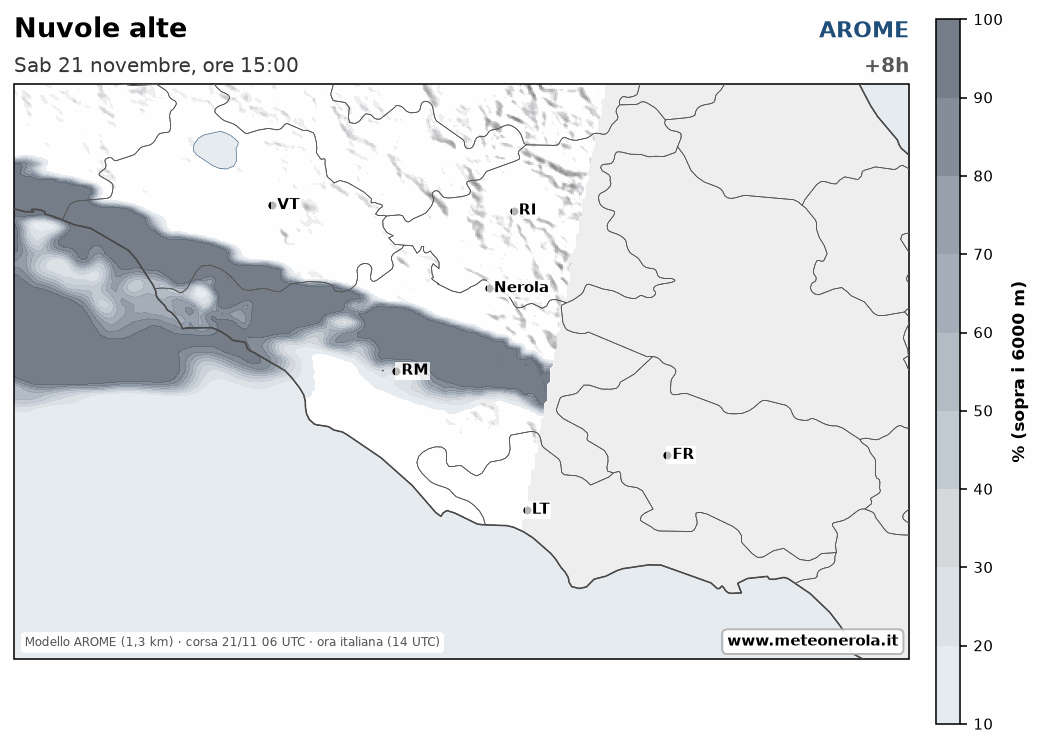 Nuvole alte
AROME
Sab 21 novembre, ore 15:00
+8h
100
90
80
70
60
50
40
30
20
10
% (sopra i 6000 m)
VT
RI
Nerola
RM
FR
LT
Modello AROME (1,3 km) · corsa 21/11 06 UTC · ora italiana (14 UTC)
www.meteonerola.it